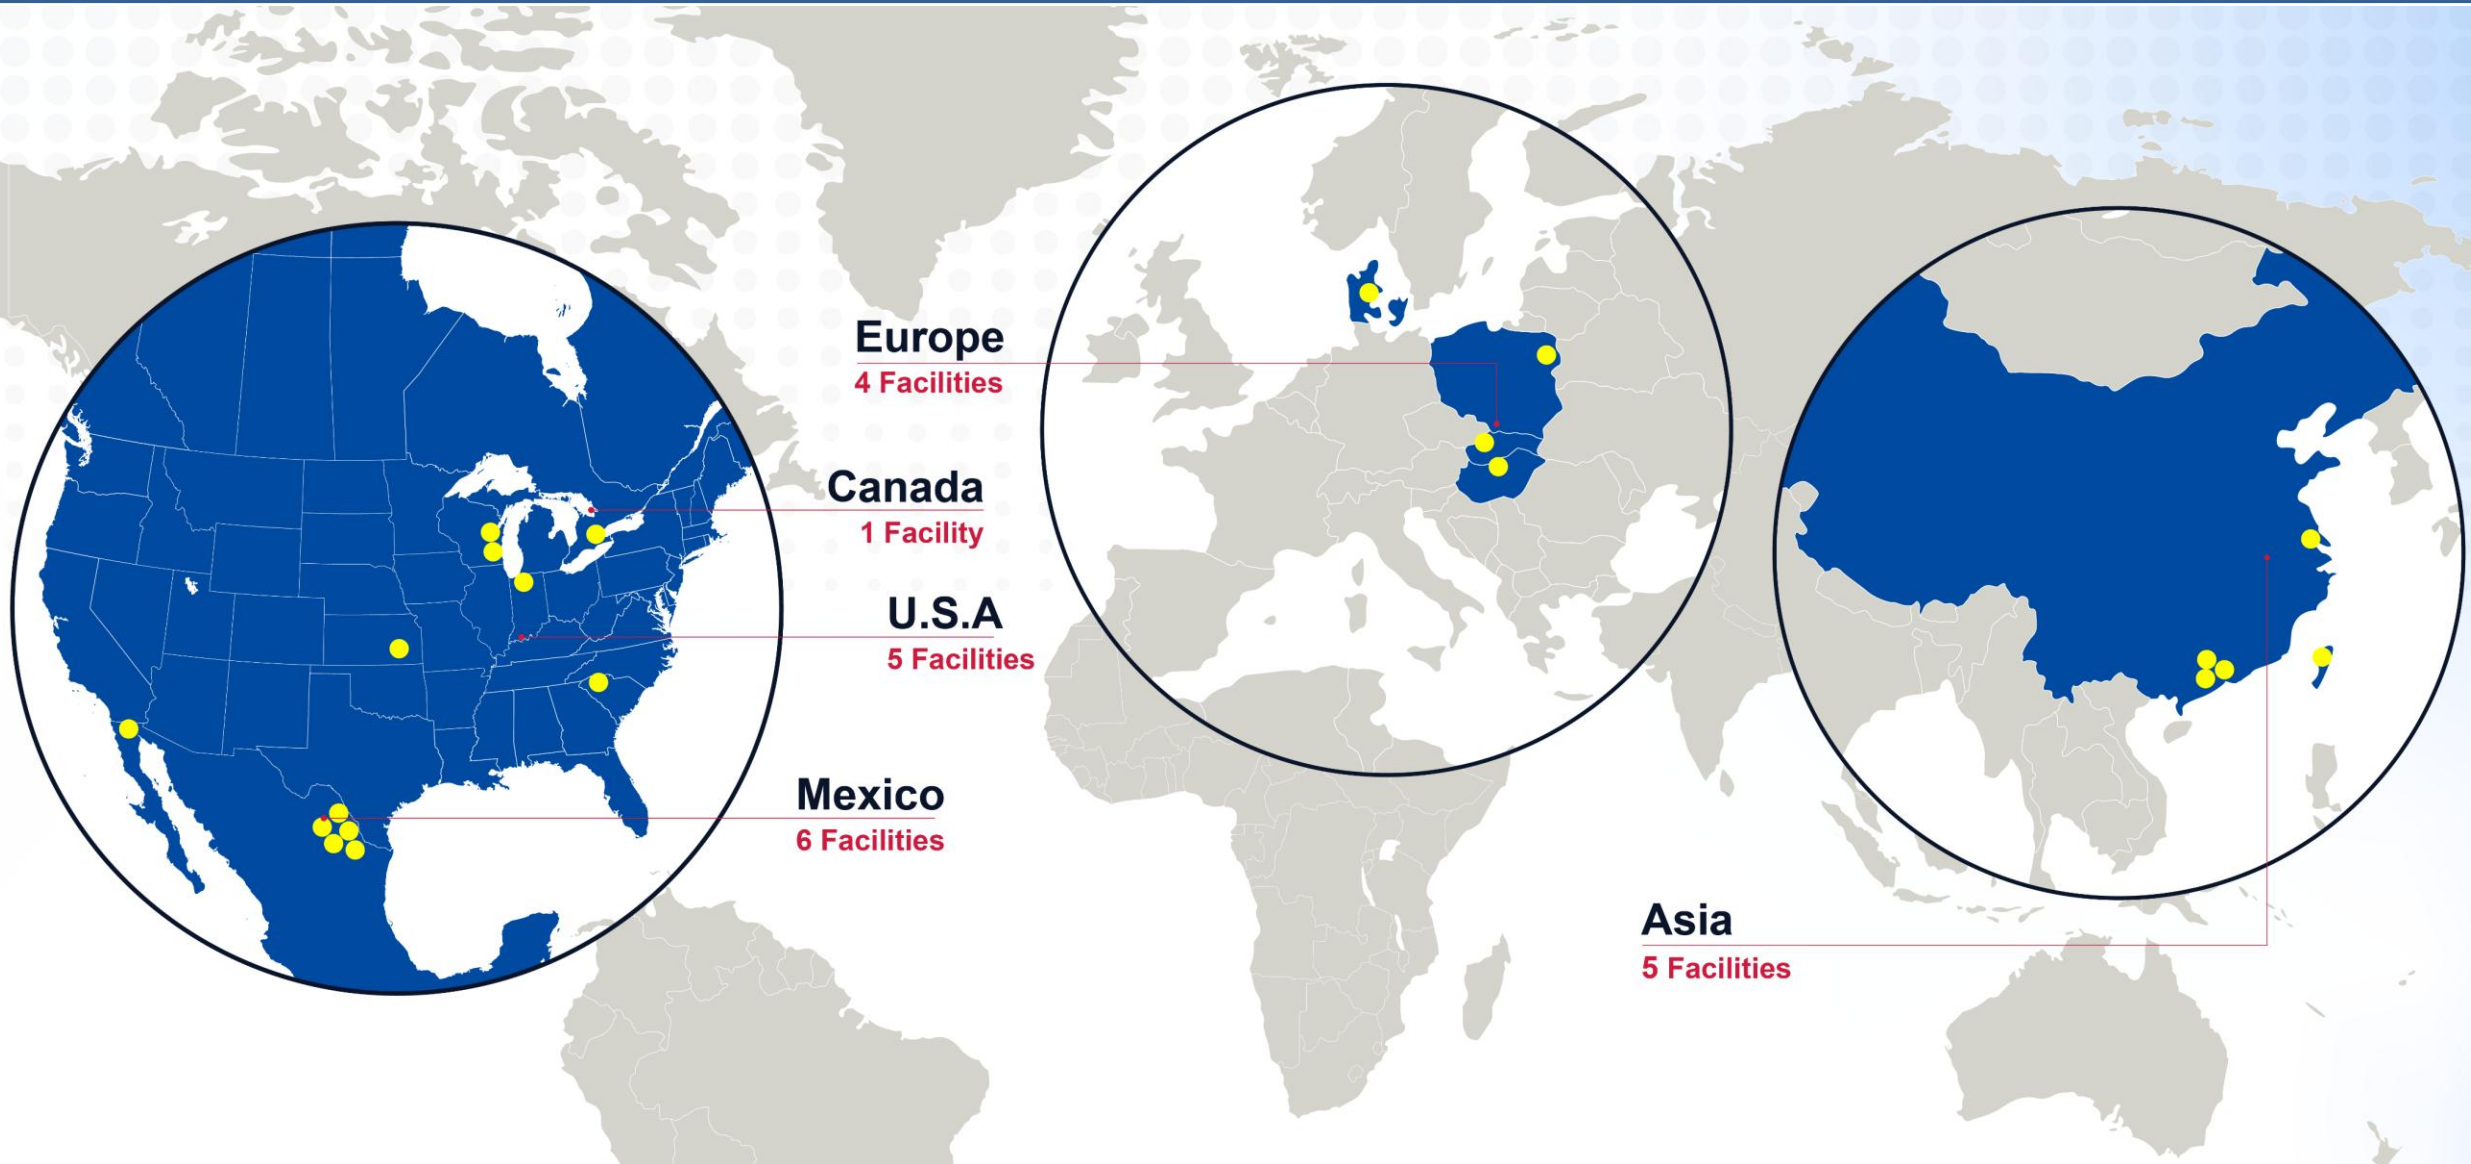 Europe
4 Facilities
Canada
1 Facility
U.S.A
5 Facilities
Mexico
6 Facilities
Asia
5 Facilities